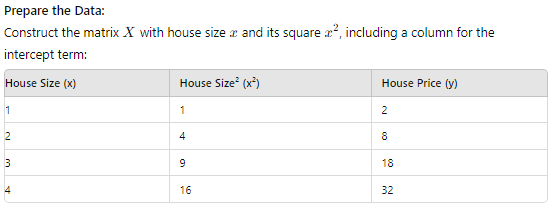 Prepare the Data:
Construct the matrix X with house size x and its square x², including a column for the
intercept term:
House Size (x) House Size² (x²) House Price (y)
1 1 2
2 4 8
3 9 18
4 16 32